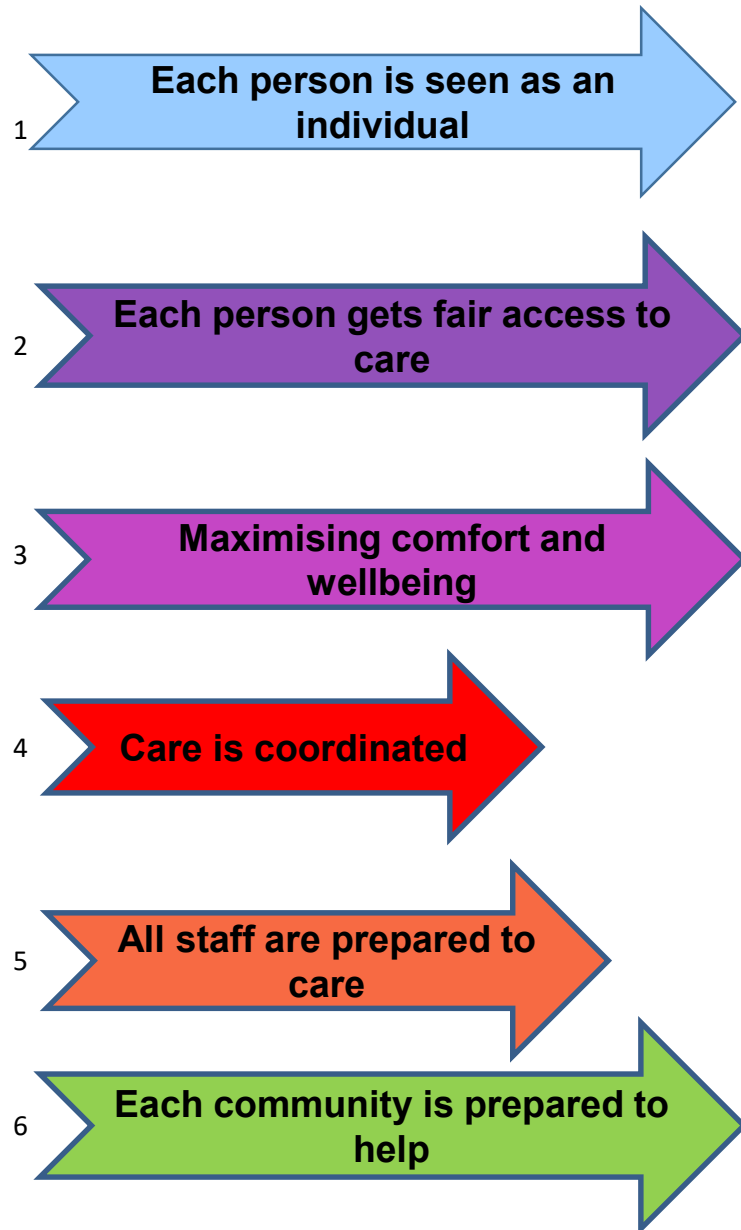 Each person is seen as an
individual
1
Each person gets fair access to
care
2
Maximising comfort and
wellbeing
3
Care is coordinated
4
All staff are prepared to
care
5
Each community is prepared to
help
6